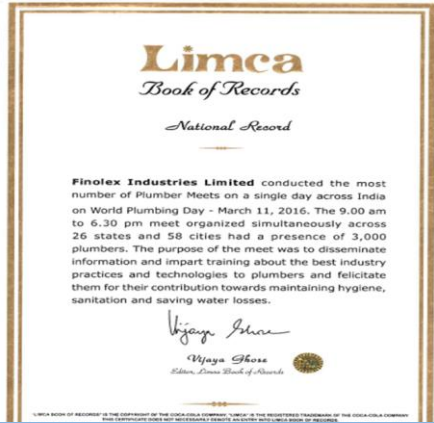 Limca
Book of Records
National Record
Finolex Industries Limited conducted the most
number of Plumber Meets on a single day across India
on World Plumbing Day - March 11, 2016. The 9.00 am
to 6.30 pm meet organized simultaneously across
26 states and 58 cities had a presence of 3,000
plumbers. The purpose of the meet was to disseminate
information and impart training about the best industry
practices and technologies to plumbers and felicitate
them for their contribution towards maintaining hygiene,
sanitation and saving water losses.
Vijaya Ghose
Vijaya Ghose
Editor, Limca Book of Records
"LIMCA BOOK OF RECORDS" IS THE COPYRIGHT OF THE COCA-COLA COMPANY. "LIMCA" IS THE REGISTERED TRADEMARK OF THE COCA-COLA COMPANY
THIS CERTIFICATE DOES NOT NECESSARILY DENOTE AN ENTRY INTO LIMCA BOOK OF RECORDS